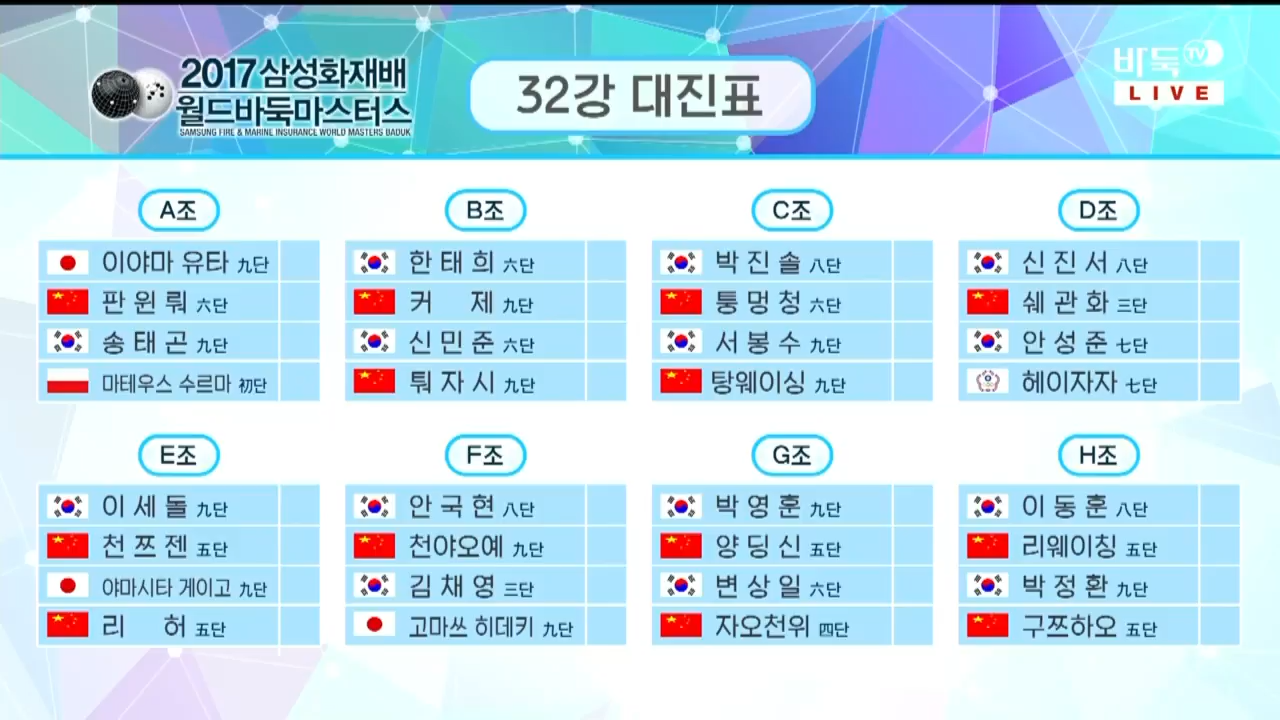 2017삼성화재배
월드바둑마스터스
SAMSUNG FIRE & MARINE INSURANCE WORLD MASTERS BADUK
32강 대진표
바둑TV
LIVE
A조
이야마 유타 九단
판윈뤄 六단
송태곤 九단
마테우스 수르마 初단
B조
한태희 六단
커 제 九단
신민준 六단
퉈자시 九단
C조
박진솔 八단
퉁멍청 六단
서봉수 九단
탕웨이싱 九단
D조
신진서 八단
쉐관화 三단
안성준 七단
헤이자자 七단
E조
이세돌 九단
천쯔젠 五단
야마시타 게이고 九단
리 허 五단
F조
안국현 八단
천야오예 九단
김채영 三단
고마쓰 히데키 九단
G조
박영훈 九단
양딩신 五단
변상일 六단
자오천위 四단
H조
이동훈 八단
리웨이칭 五단
박정환 九단
구쯔하오 五단